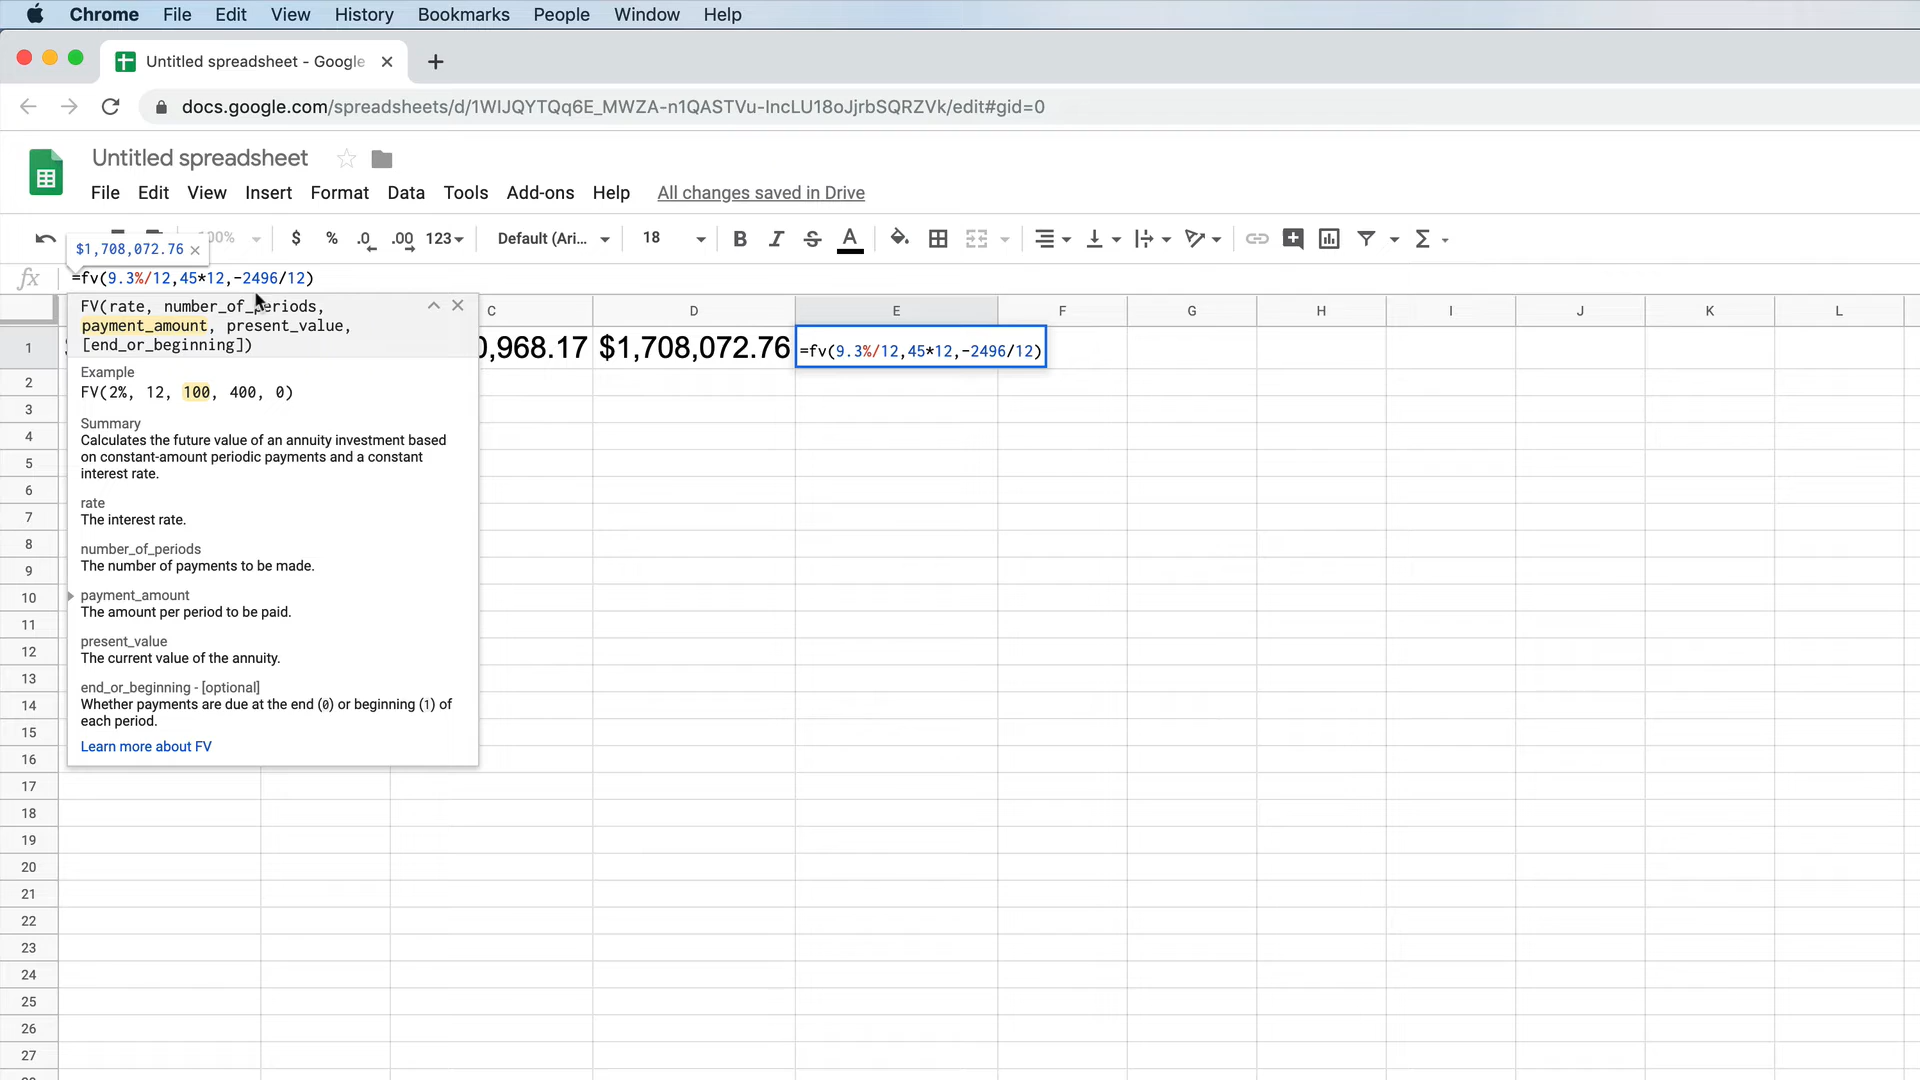 Chrome File Edit View History Bookmarks People Window Help
Untitled spreadsheet - Google
docs.google.com/spreadsheets/d/1WIJQYTQq6E_MWZA-n1QASTVu-IncLU18oJjrbSQRZVk/edit#gid=0
Untitled spreadsheet
File Edit View Insert Format Data Tools Add-ons Help All changes saved in Drive
$1,708,072.76 × 00% $ % .0 .00 123 Default (Ari... 18 B I S A
fx =fv(9.3%/12,45*12,-2496/12)
FV(rate, number_of_periods,
payment_amount, present_value,
[end_or_beginning])
C D E F G H I J K L
1 0,968.17 $1,708,072.76 =fv(9.3%/12,45*12,-2496/12)
Example
FV(2%, 12, 100, 400, 0)
Summary
Calculates the future value of an annuity investment based
on constant-amount periodic payments and a constant
interest rate.
rate
The interest rate.
number_of_periods
The number of payments to be made.
payment_amount
The amount per period to be paid.
present_value
The current value of the annuity.
end_or_beginning - [optional]
Whether payments are due at the end (0) or beginning (1) of
each period.
Learn more about FV
2
3
4
5
6
7
8
9
10
11
12
13
14
15
16
17
18
19
20
21
22
23
24
25
26
27